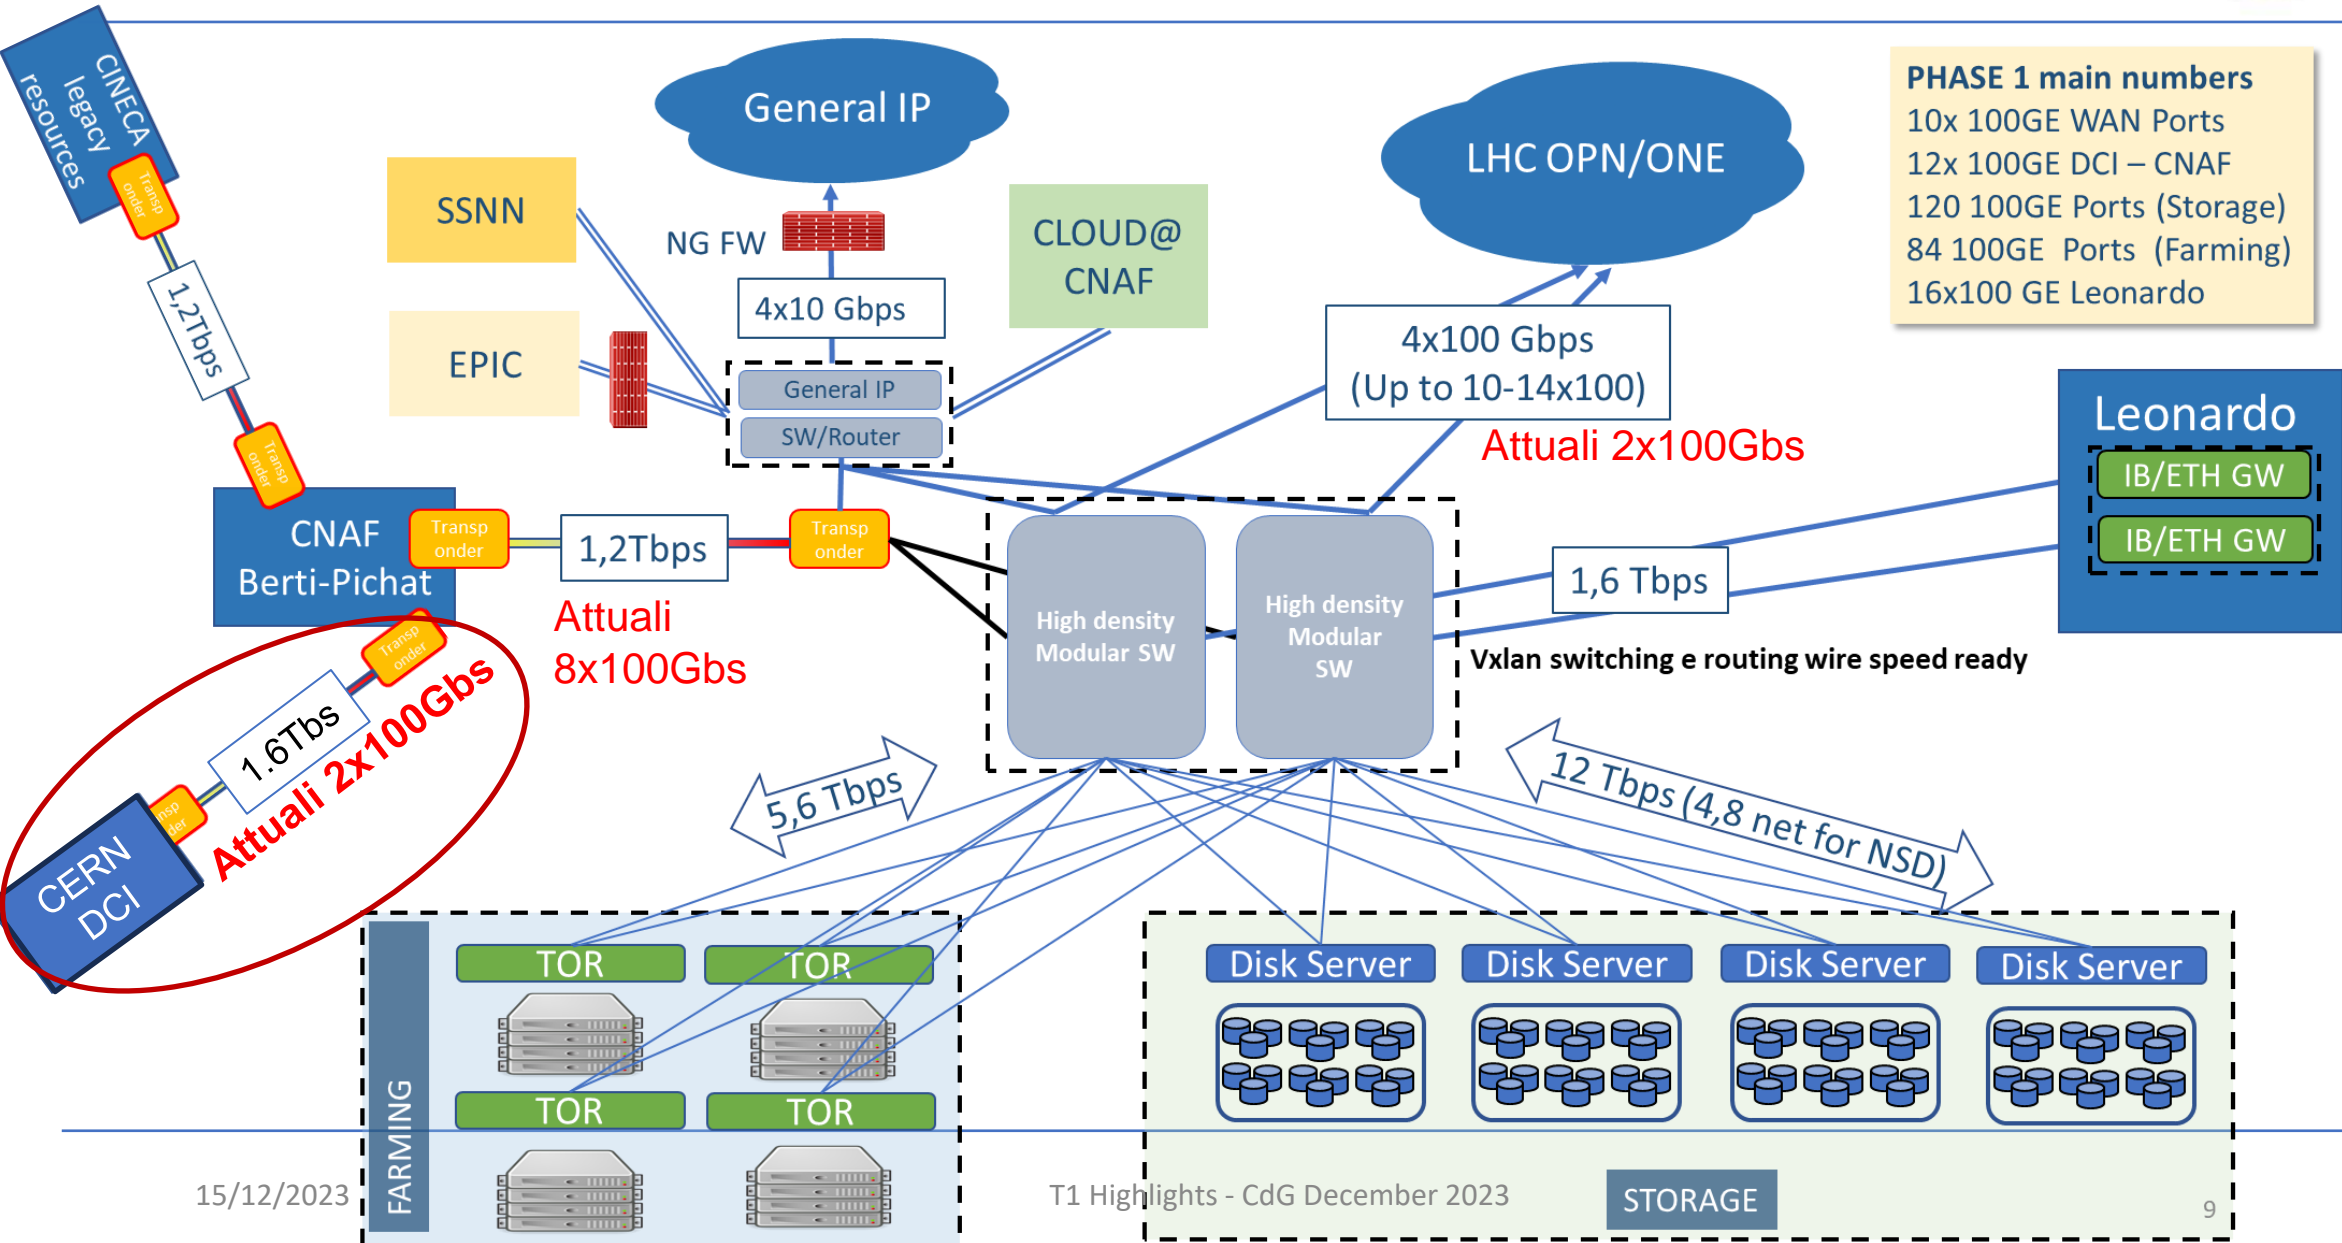 CINECA
legacy
resources
Transp
onder
1,2Tbps
Transp
onder
General IP
LHC OPN/ONE
PHASE 1 main numbers
10x 100GE WAN Ports
12x 100GE DCI – CNAF
120 100GE Ports (Storage)
84 100GE Ports (Farming)
16x100 GE Leonardo
SSNN
NG FW
CLOUD@
CNAF
4x10 Gbps
EPIC
General IP
SW/Router
4x100 Gbps
(Up to 10-14x100)
Attuali 2x100Gbs
Leonardo
IB/ETH GW
IB/ETH GW
CNAF
Berti-Pichat
Transp
onder
1,2Tbps
Transp
onder
Attuali
8x100Gbs
High density
Modular SW
High density
Modular
SW
1,6 Tbps
Vxlan switching e routing wire speed ready
Transp
onder
1.6Tbs
Attuali 2x100Gbs
nsp
der
CERN
DCI
5,6 Tbps
12 Tbps (4,8 net for NSD)
TOR
TOR
TOR
TOR
FARMING
Disk Server
Disk Server
Disk Server
Disk Server
STORAGE
15/12/2023
T1 Highlights - CdG December 2023
9